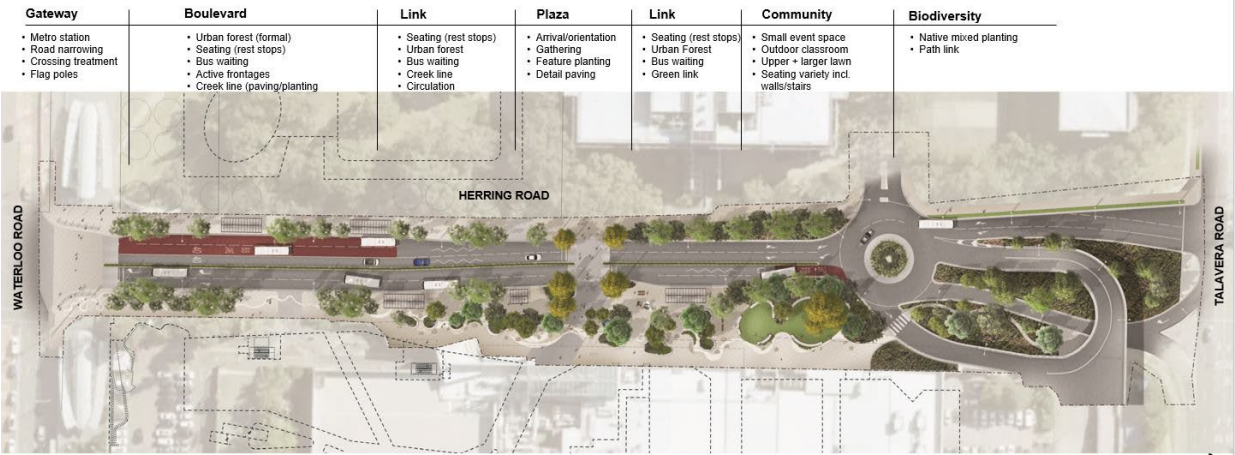 Gateway
• Metro station
• Road narrowing
• Crossing treatment
• Flag poles
Boulevard
• Urban forest (formal)
• Seating (rest stops)
• Bus waiting
• Active frontages
• Creek line (paving/planting
Link
• Seating (rest stops)
• Urban forest
• Bus waiting
• Creek line
• Circulation
Plaza
• Arrival/orientation
• Gathering
• Feature planting
• Detail paving
Link
• Seating (rest stops)
• Urban Forest
• Bus waiting
• Green link
Community
• Small event space
• Outdoor classroom
• Upper + larger lawn
• Seating variety incl.
walls/stairs
Biodiversity
• Native mixed planting
• Path link
HERRING ROAD
WATERLOO ROAD
TALAVERA ROAD